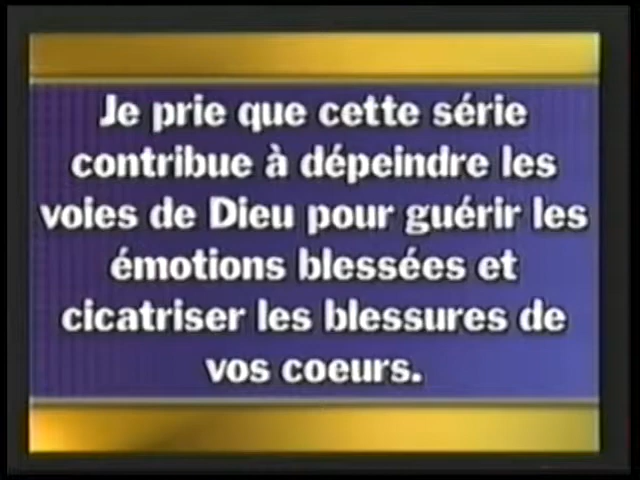 Je prie que cette série
contribue à dépeindre les
voies de Dieu pour guérir les
émotions blessées et
cicatriser les blessures de
vos coeurs.